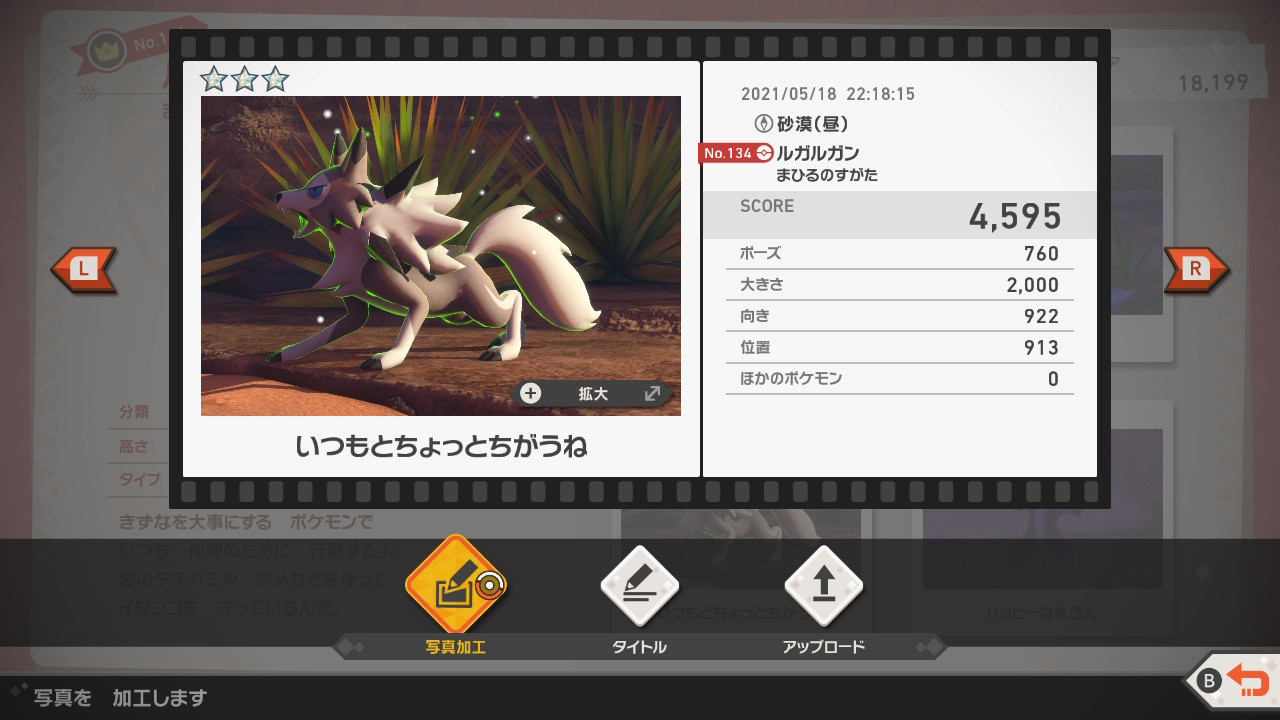 No.1
18,199
2021/05/18 22:18:15
砂漠(昼)
No.134 ルガルガン
まひるのすがた
SCORE 4,595
ポーズ 760
大きさ 2,000
向き 922
位置 913
ほかのポケモン 0
L
R
+ 拡大
いつもとちょっとちがうね
分類
高さ
タイプ
きずなを大事にする ポケモンで
いつも 仲間のために 行動するよ。
岩のタテガミや ツメなどを使って
イワンコを 守っているんだ。
いつもとちょっとちが
ハッピーなきぶん
写真加工
タイトル
アップロード
写真を 加工します
B